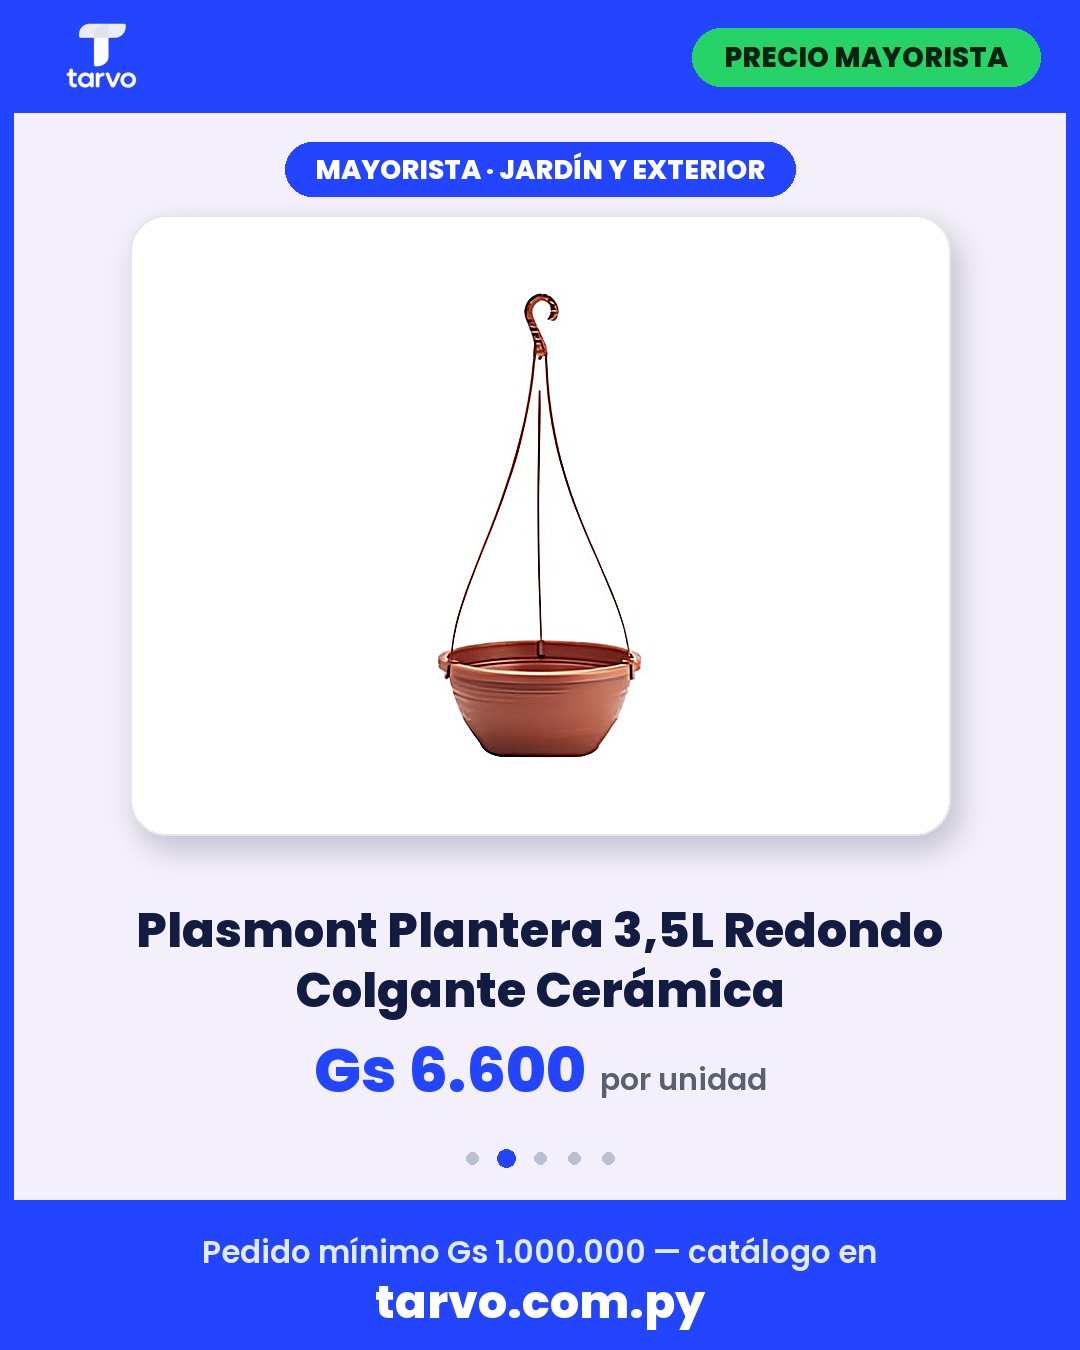 tarvo
PRECIO MAYORISTA
MAYORISTA · JARDÍN Y EXTERIOR
Plasmont Plantera 3,5L Redondo
Colgante Cerámica
Gs 6.600 por unidad
Pedido mínimo Gs 1.000.000 — catálogo en
tarvo.com.py